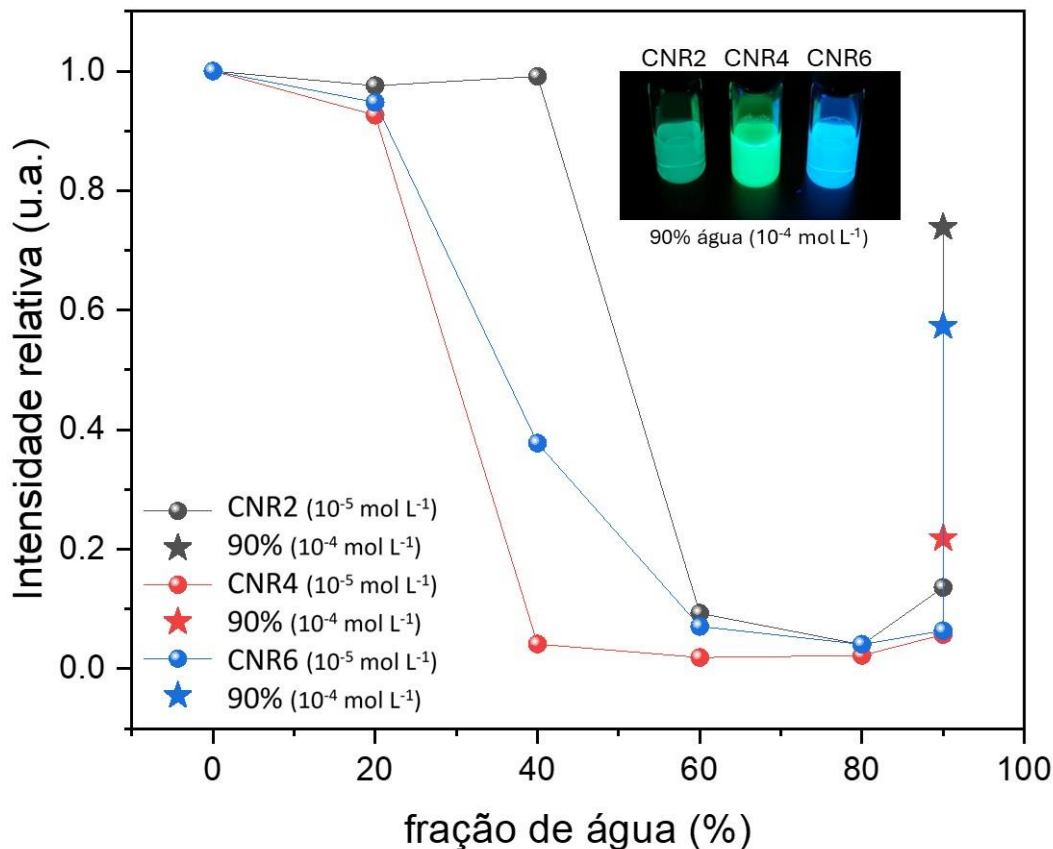 CNR2 CNR4 CNR6
90% água (10⁻⁴ mol L⁻¹)
Intensidade relativa (u.a.)
1.0
0.8
0.6
0.4
0.2
0.0
CNR2 (10⁻⁵ mol L⁻¹)
90% (10⁻⁴ mol L⁻¹)
CNR4 (10⁻⁵ mol L⁻¹)
90% (10⁻⁴ mol L⁻¹)
CNR6 (10⁻⁵ mol L⁻¹)
90% (10⁻⁴ mol L⁻¹)
0 20 40 60 80 100
fração de água (%)